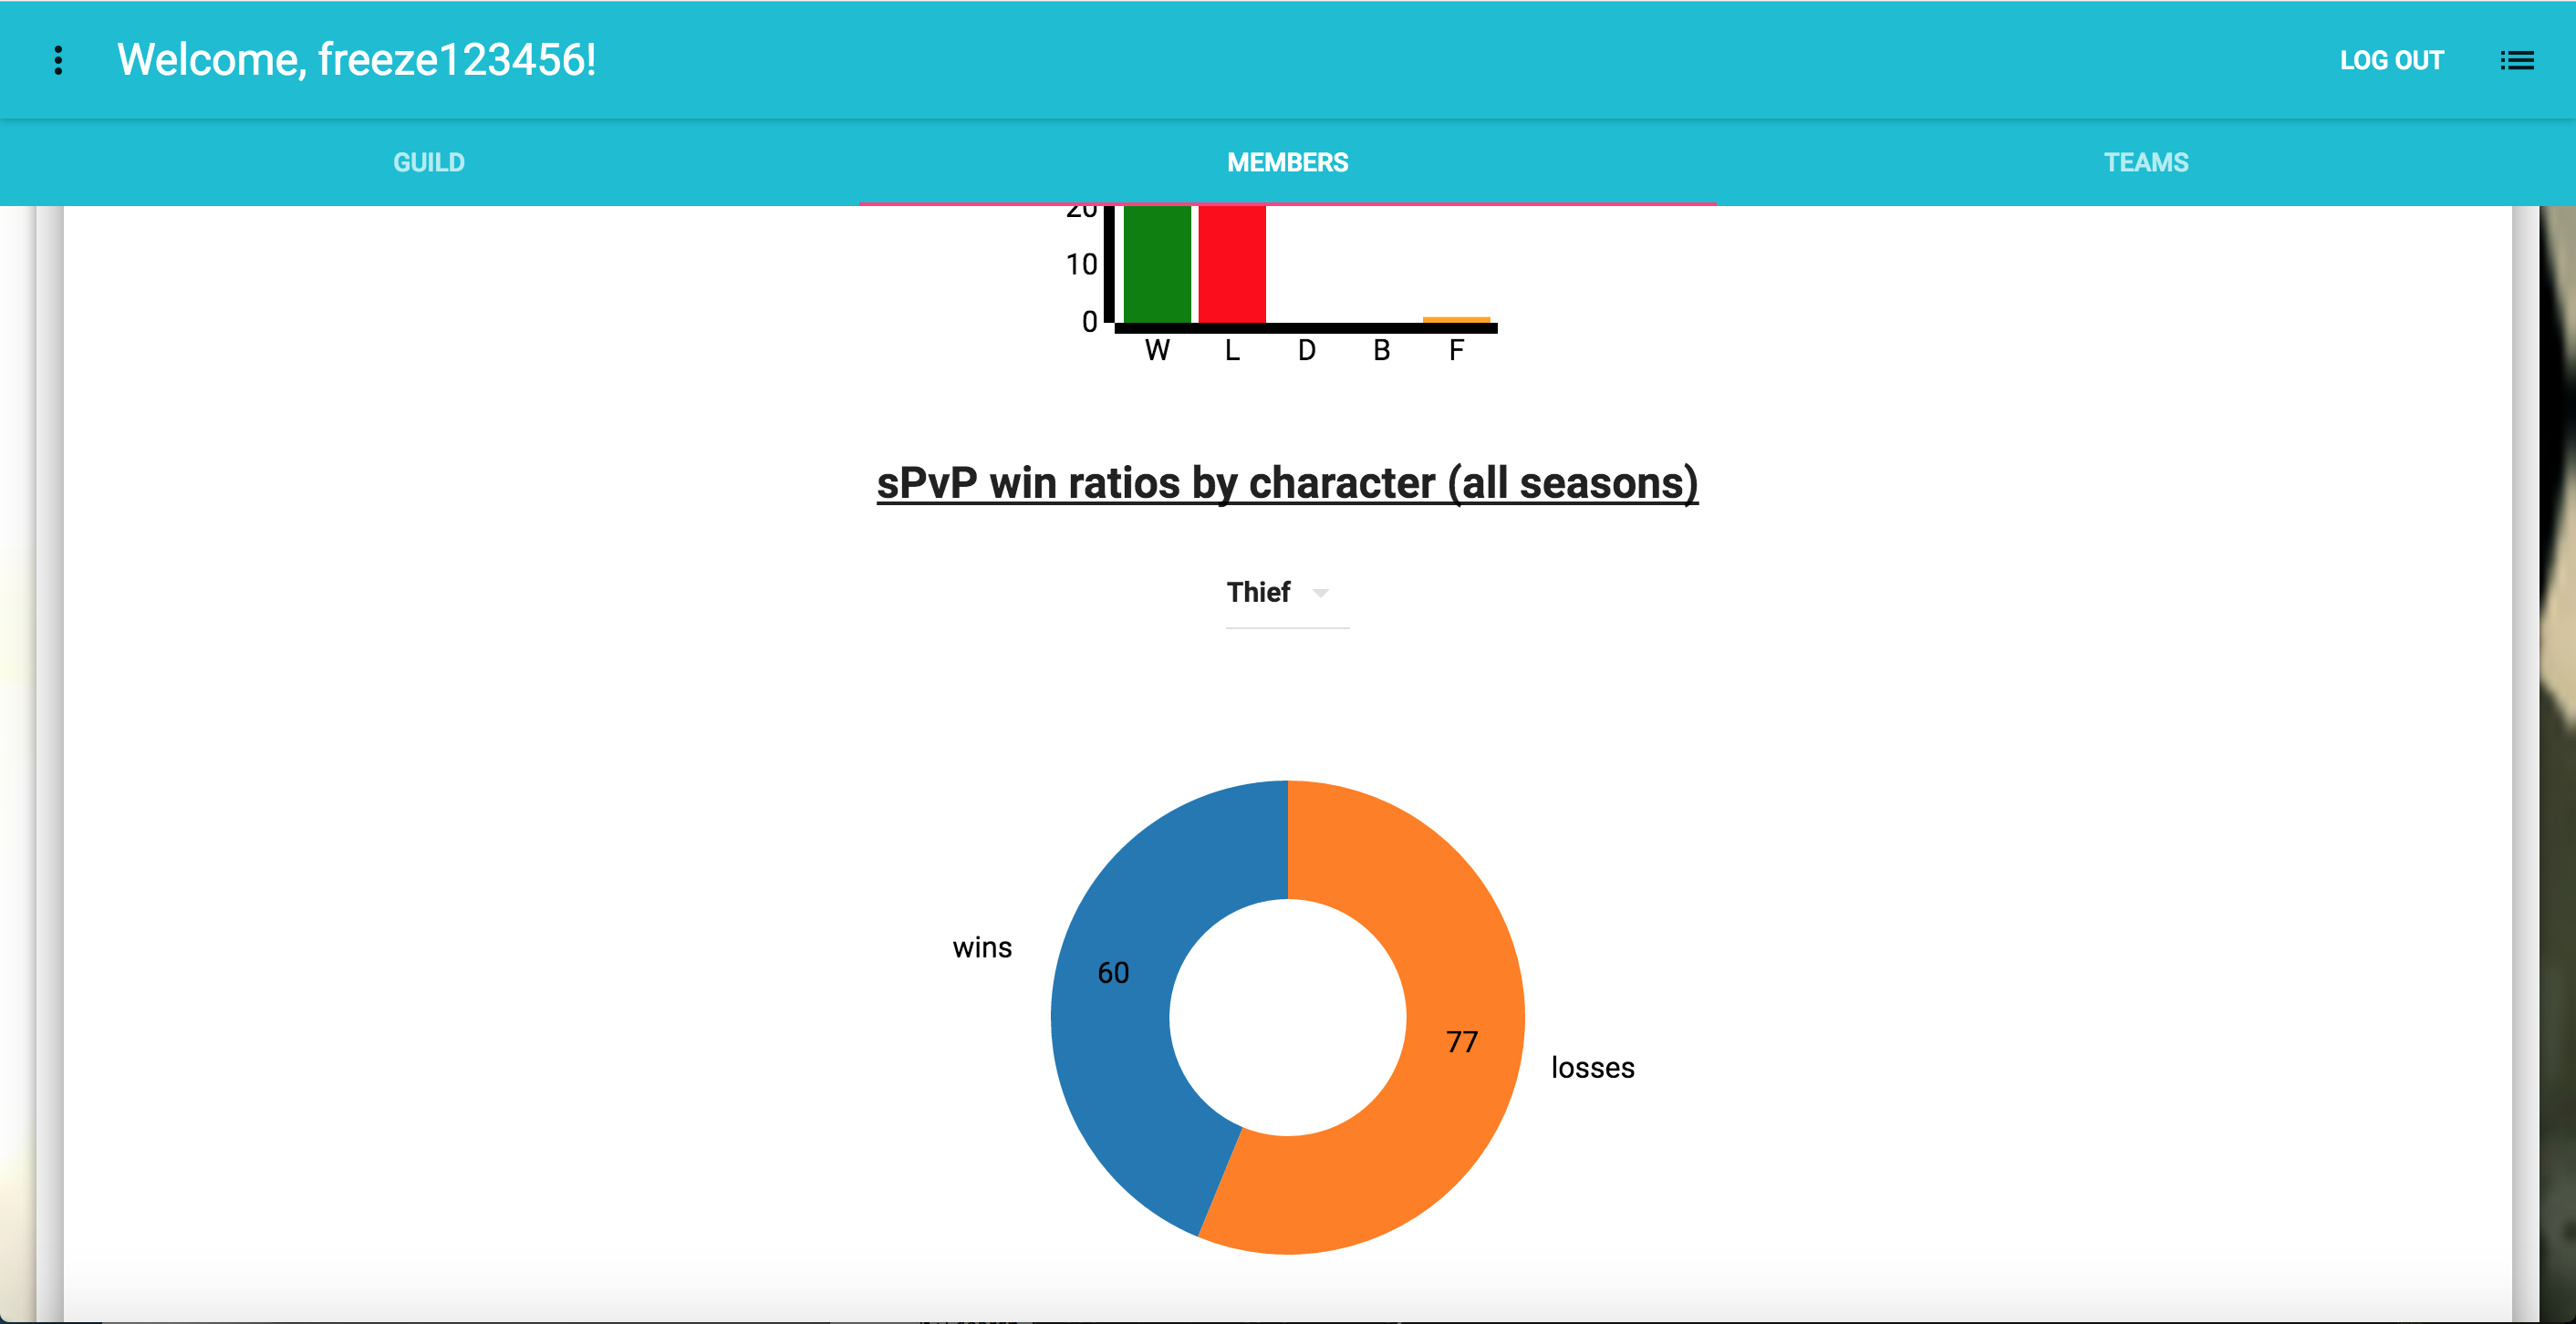 Welcome, freeze123456!
LOG OUT
GUILD
MEMBERS
TEAMS
20
10
0
W L D B F
sPvP win ratios by character (all seasons)
Thief
wins
60
77
losses